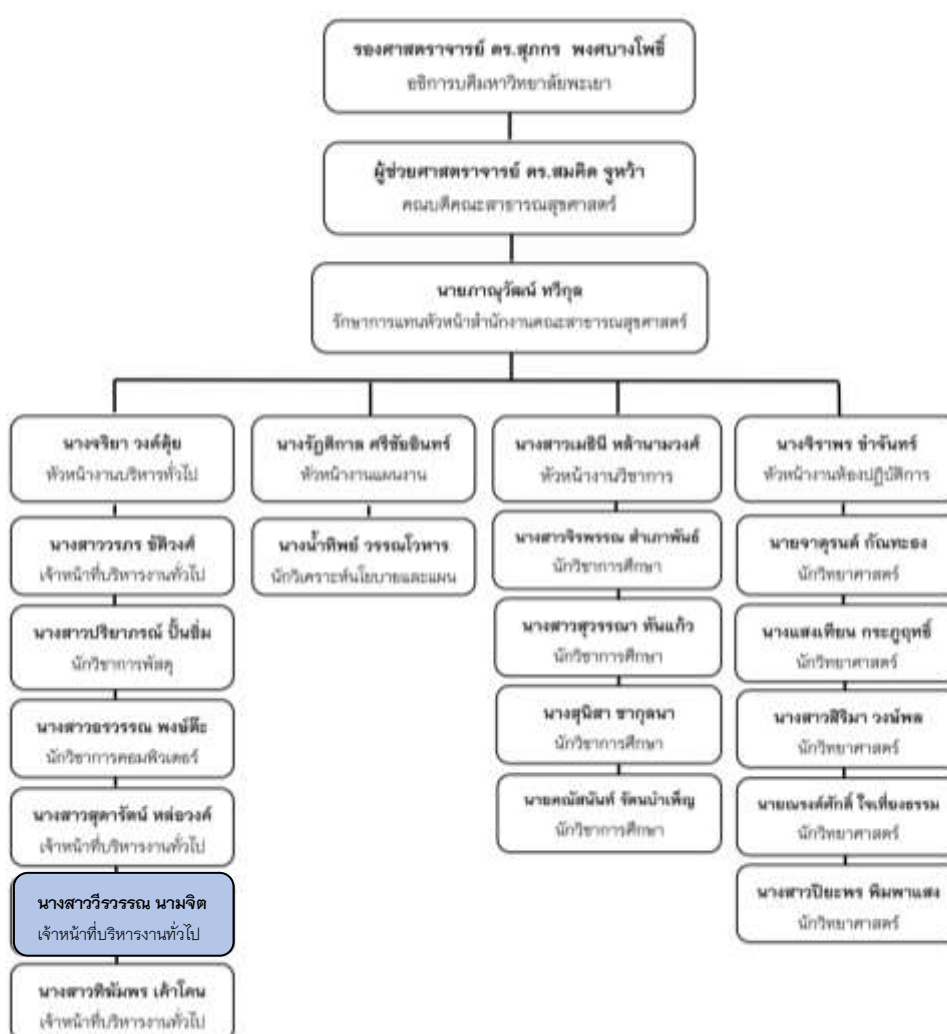 รองศาสตราจารย์ ดร.สุภกร พงศบางโพธิ์
อธิการบดีมหาวิทยาลัยพะเยา
ผู้ช่วยศาสตราจารย์ ดร.สมคิด จูหว้า
คณบดีคณะสาธารณสุขศาสตร์
นายภาณุวัฒน์ ทวีกุล
รักษาการแทนหัวหน้าสำนักงานคณะสาธารณสุขศาสตร์
นางจริยา วงค์ตุ้ย
หัวหน้างานบริหารทั่วไป
นางสาววรภร ธัติวงศ์
เจ้าหน้าที่บริหารงานทั่วไป
นางสาวปริยาภรณ์ ปิ้นชิ่ม
นักวิชาการพัสดุ
นางสาวอรวรรณ พงษ์ต๊ะ
นักวิชาการคอมพิวเตอร์
นางสาวสุดารัตน์ หล่อวงค์
เจ้าหน้าที่บริหารงานทั่วไป
นางสาววีรวรรณ นามจิต
เจ้าหน้าที่บริหารงานทั่วไป
นางสาวทิฆัมพร เค้าโคน
เจ้าหน้าที่บริหารงานทั่วไป
นางรัฏติกาล ศรีชัยอินทร์
หัวหน้างานแผนงาน
นางน้ำทิพย์ วรรณโวหาร
นักวิเคราะห์นโยบายและแผน
นางสาวเมธินี หล้านามวงศ์
หัวหน้างานวิชาการ
นางสาวจิรพรรณ สำเภาพันธ์
นักวิชาการศึกษา
นางสาวสุวรรณา ทันแก้ว
นักวิชาการศึกษา
นางสุนิสา ชากุลนา
นักวิชาการศึกษา
นายคณัสนันท์ รัตนบำเพ็ญ
นักวิชาการศึกษา
นางจิราพร ขำจันทร์
หัวหน้างานห้องปฏิบัติการ
นายจาตุรนต์ กัณทะธง
นักวิทยาศาสตร์
นางแสงเทียน กระภูฤทธิ์
นักวิทยาศาสตร์
นางสาวสิริมา วงษ์พล
นักวิทยาศาสตร์
นายณรงค์ศักดิ์ ใจเที่ยงธรรม
นักวิทยาศาสตร์
นางสาวปิยะพร พิมพาแสง
นักวิทยาศาสตร์